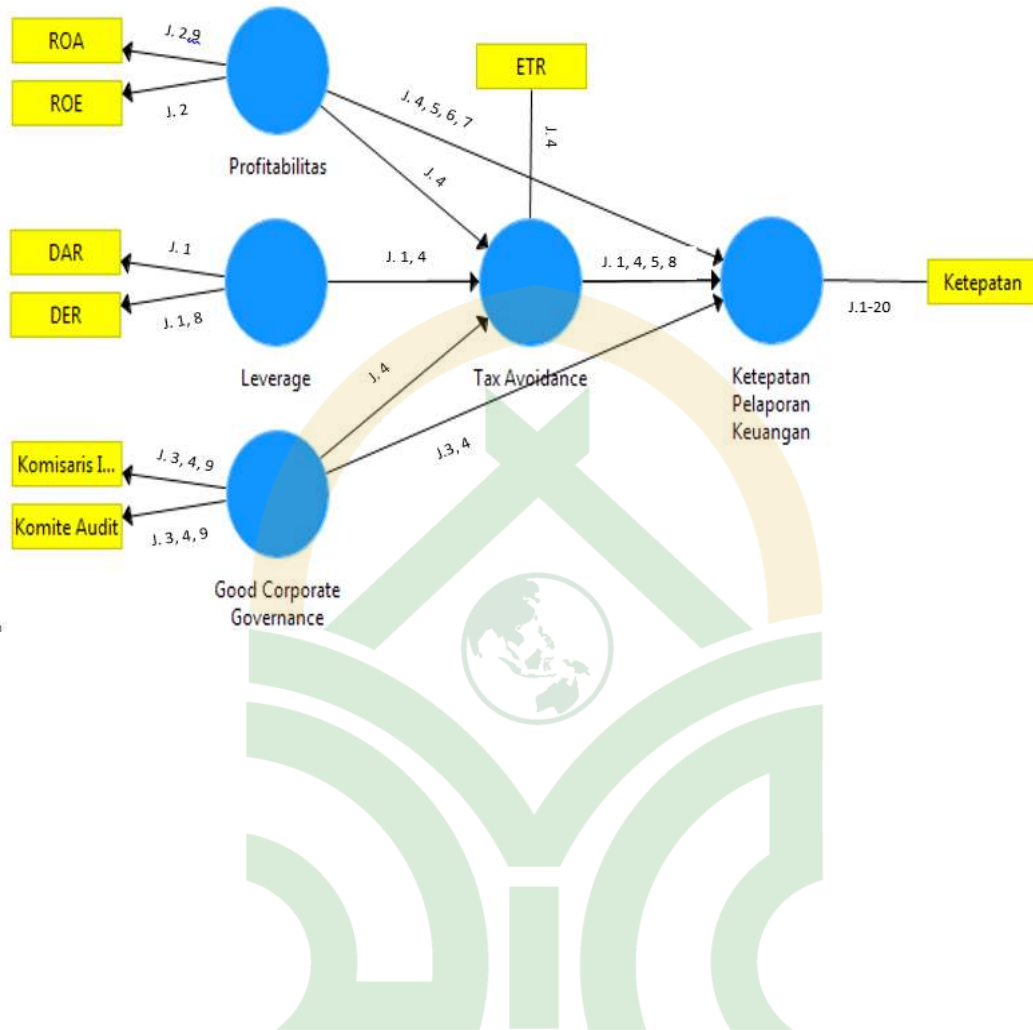 ROA
J. 2,9
ROE
J. 2
Profitabilitas
ETR
J. 4
J. 4, 5, 6, 7
J. 4
DAR
J. 1
DER
J. 1, 8
Leverage
J. 1, 4
Tax Avoidance
J. 1, 4, 5, 8
Ketepatan
Pelaporan
Keuangan
J.1-20
Ketepatan
J. 4
J.3, 4
Komisaris I...
J. 3, 4, 9
Komite Audit
J. 3, 4, 9
Good Corporate
Governance